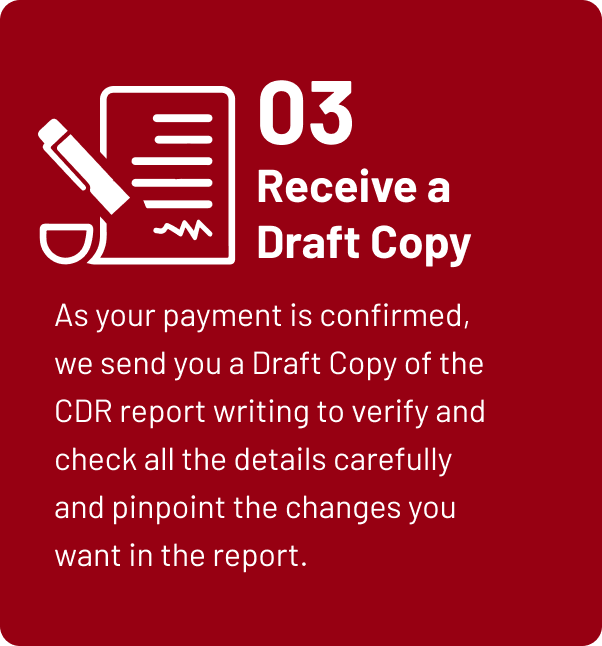 03
Receive a
Draft Copy
As your payment is confirmed,
we send you a Draft Copy of the
CDR report writing to verify and
check all the details carefully
and pinpoint the changes you
want in the report.